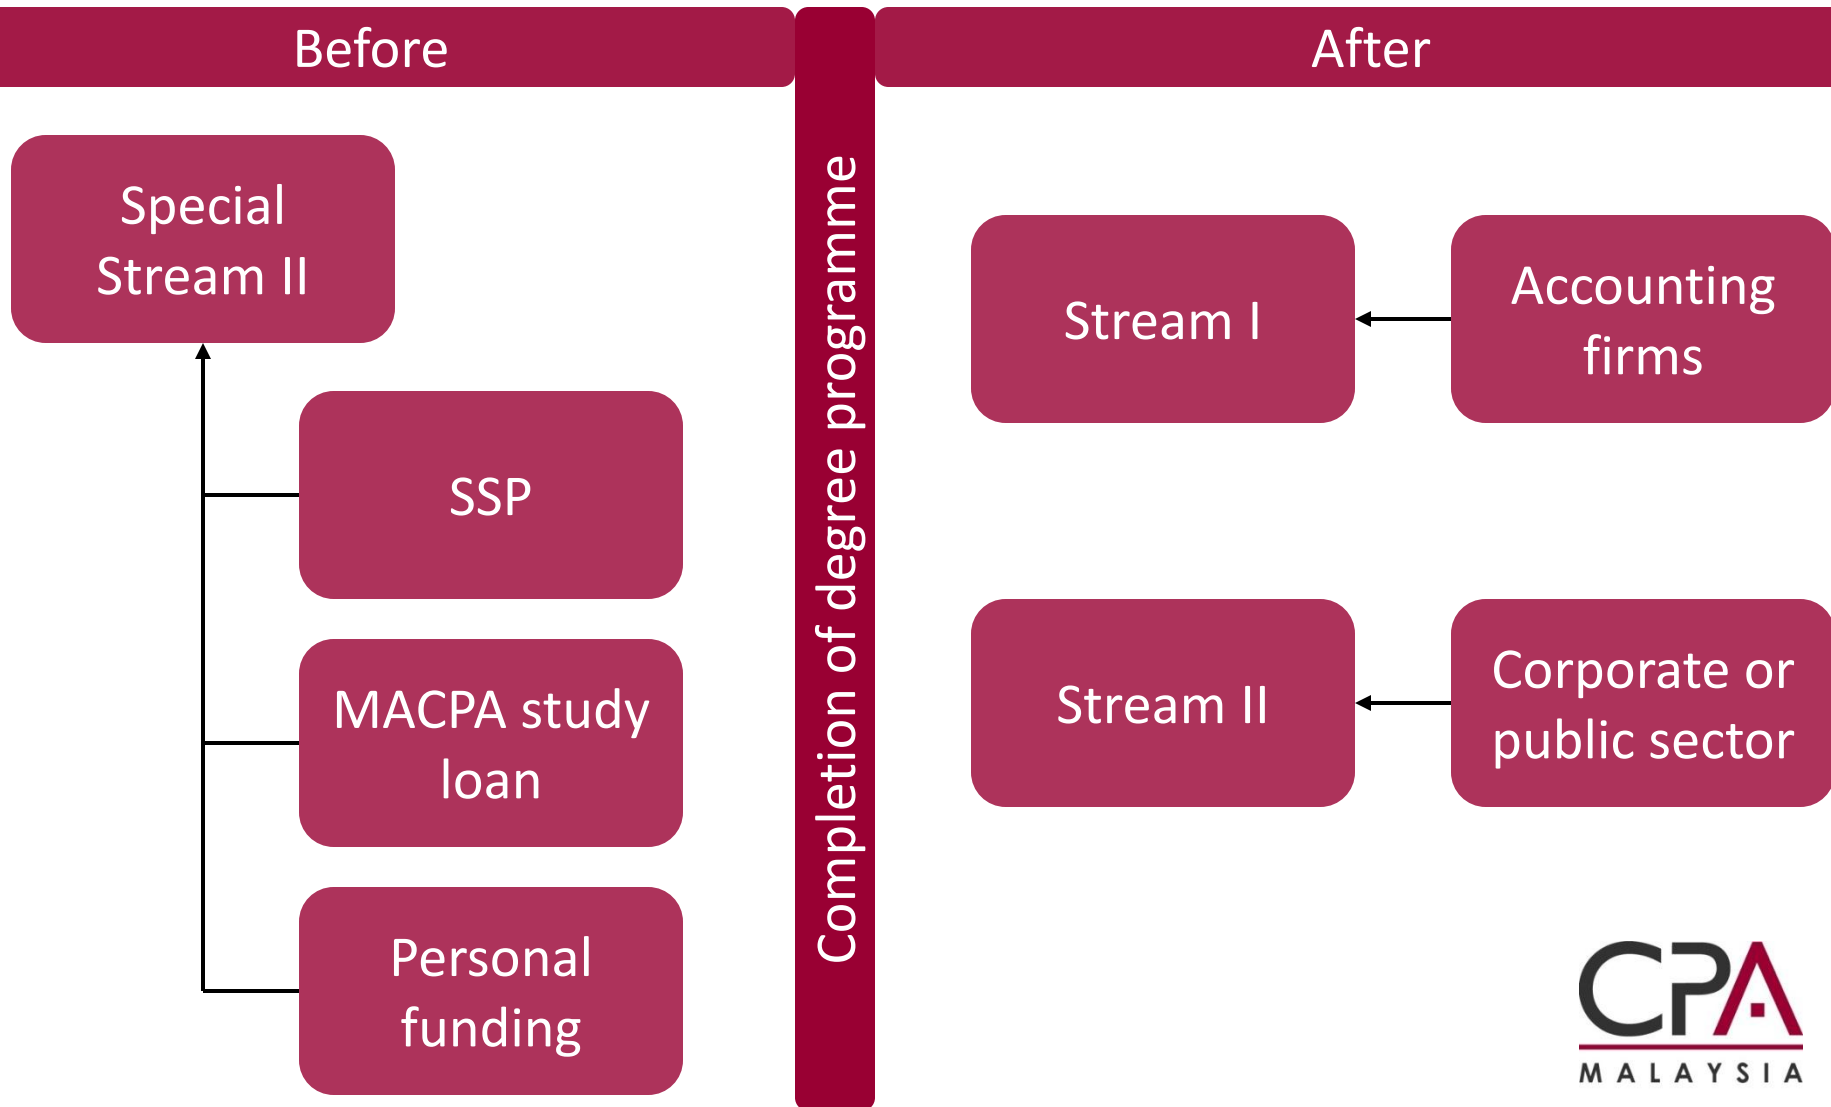 Before
After
Special
Stream II
SSP
MACPA study
loan
Personal
funding
Completion of degree programme
Stream I
Accounting
firms
Stream II
Corporate or
public sector
CPA
MALAYSIA